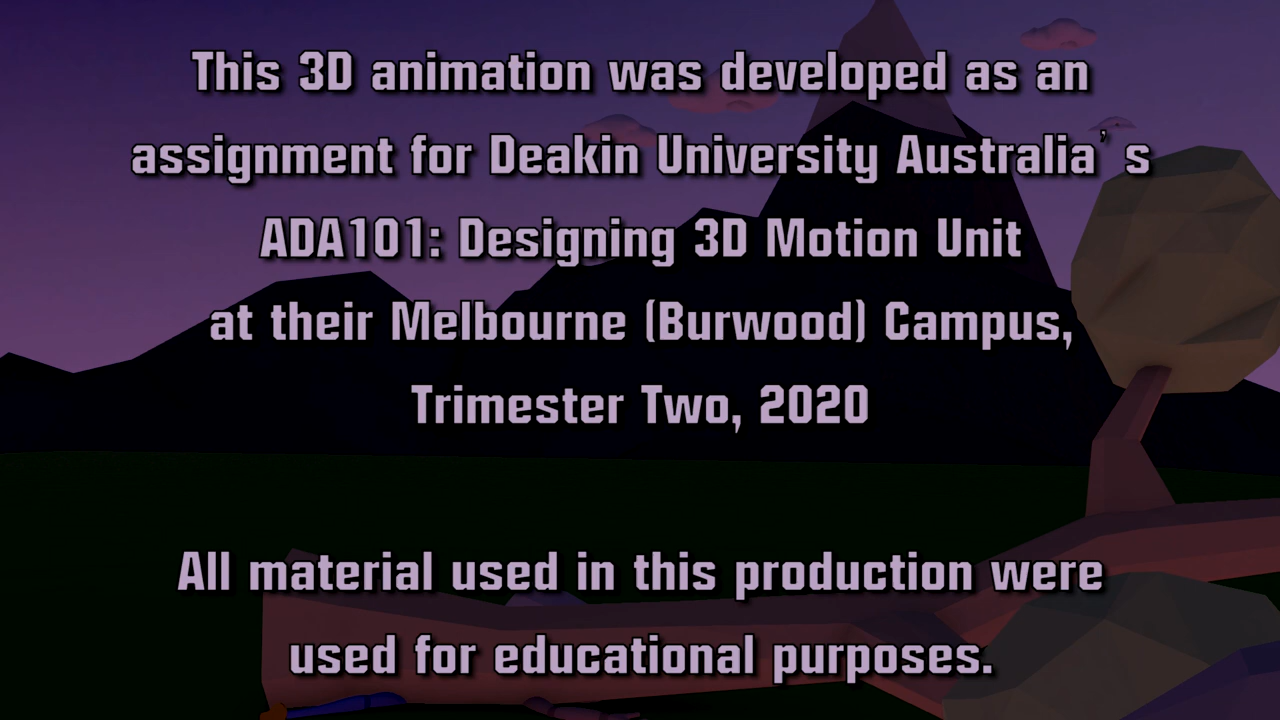 This 3D animation was developed as an
assignment for Deakin University Australia’s
ADA101: Designing 3D Motion Unit
at their Melbourne (Burwood) Campus,
Trimester Two, 2020
All material used in this production were
used for educational purposes.